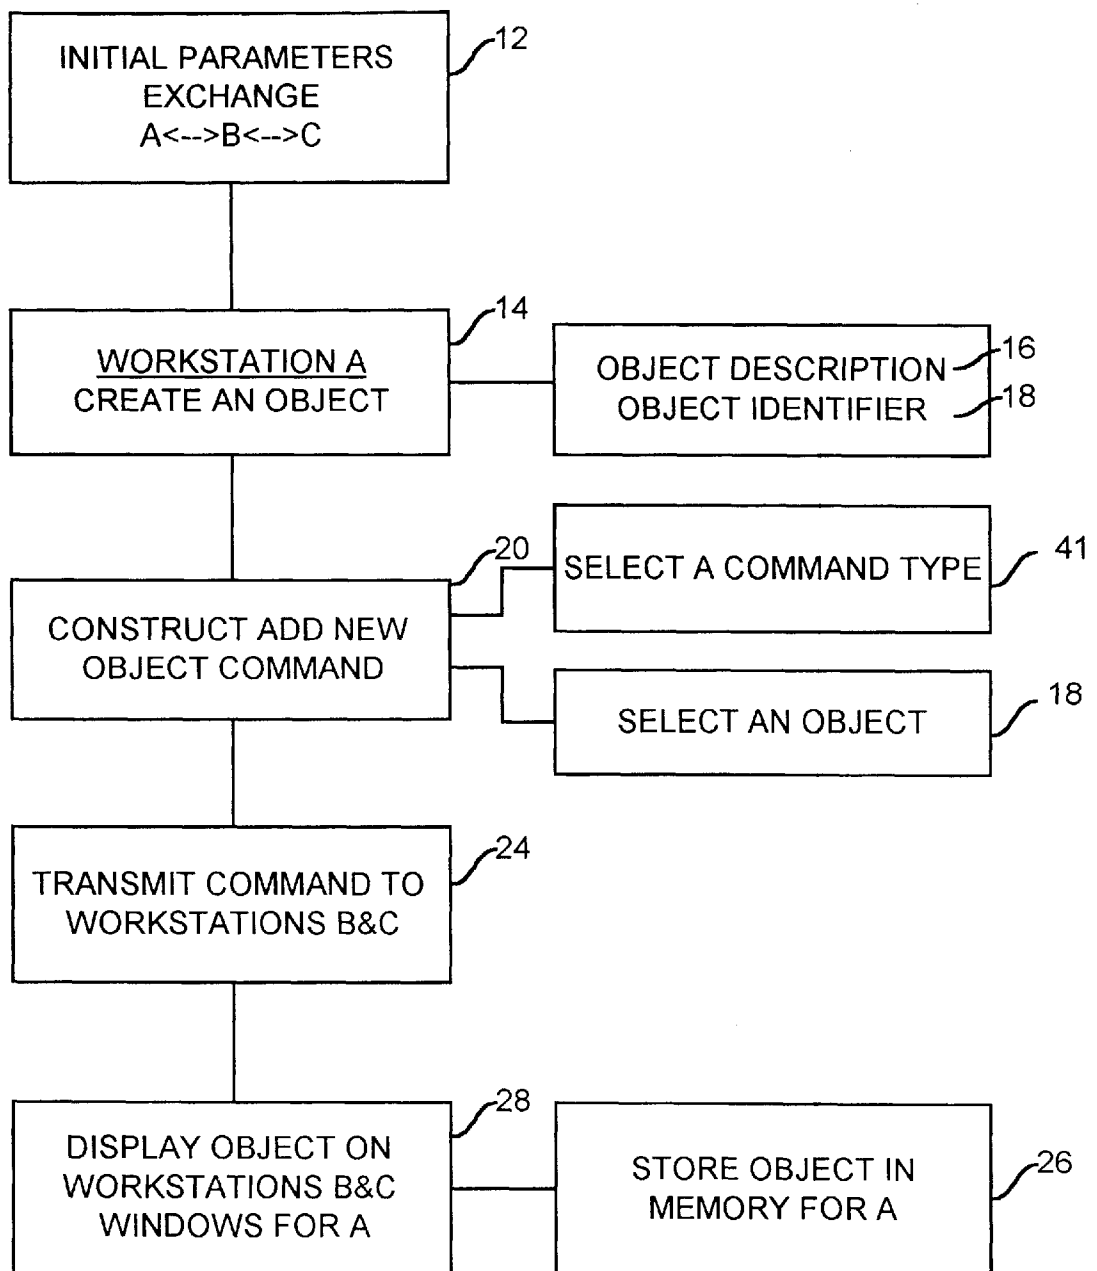 INITIAL PARAMETERS
EXCHANGE
A<-->B<-->C
12
WORKSTATION A
CREATE AN OBJECT
14
OBJECT DESCRIPTION
16
OBJECT IDENTIFIER
18
CONSTRUCT ADD NEW
OBJECT COMMAND
20
SELECT A COMMAND TYPE
41
SELECT AN OBJECT
18
TRANSMIT COMMAND TO
WORKSTATIONS B&C
24
DISPLAY OBJECT ON
WORKSTATIONS B&C
WINDOWS FOR A
28
STORE OBJECT IN
MEMORY FOR A
26